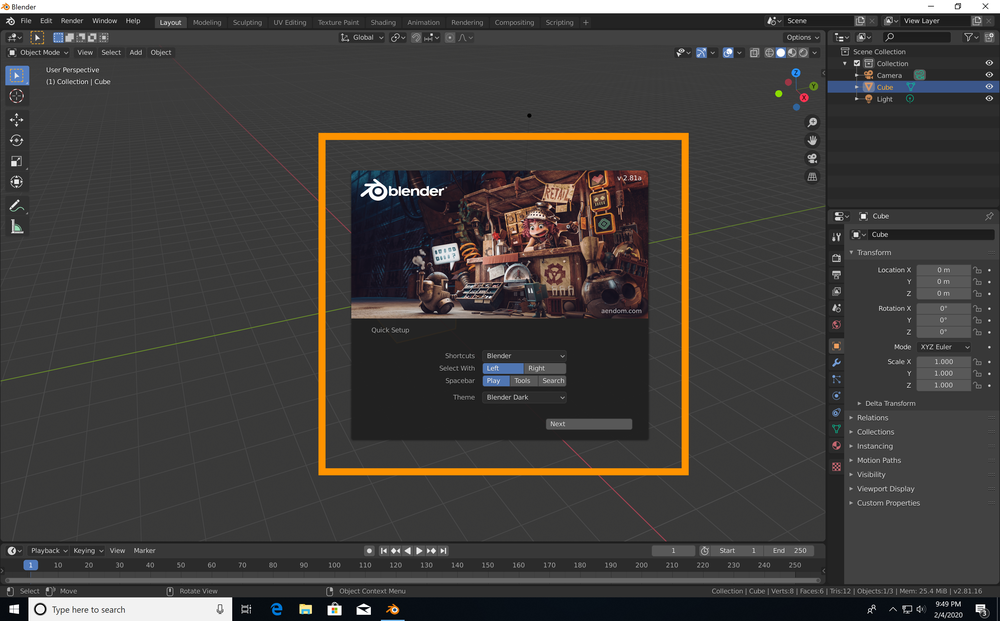 Blender
File Edit Render Window Help
Layout Modeling Sculpting UV Editing Texture Paint Shading Animation Rendering Compositing Scripting +
Scene
View Layer
Global
Options
Object Mode View Select Add Object
User Perspective
(1) Collection | Cube
Z
Y
X
Scene Collection
Collection
Camera
Cube
Light
blender
v 2.81a
RETRY
aendom.com
Quick Setup
Shortcuts Blender
Select With Left Right
Spacebar Play Tools Search
Theme Blender Dark
Next
Cube
Cube
Transform
Location X 0 m
Y 0 m
Z 0 m
Rotation X 0°
Y 0°
Z 0°
Mode XYZ Euler
Scale X 1.000
Y 1.000
Z 1.000
Delta Transform
Relations
Collections
Instancing
Motion Paths
Visibility
Viewport Display
Custom Properties
Playback Keying View Marker
1 Start 1 End 250
1 10 20 30 40 50 60 70 80 90 100 110 120 130 140 150 160 170 180 190 200 210 220 230 240 250
Select Move Rotate View Object Context Menu
Collection | Cube | Verts:8 | Faces:6 | Tris:12 | Objects:1/3 | Mem: 25.4 MiB | v2.81.16
Type here to search
9:49 PM
2/4/2020
3